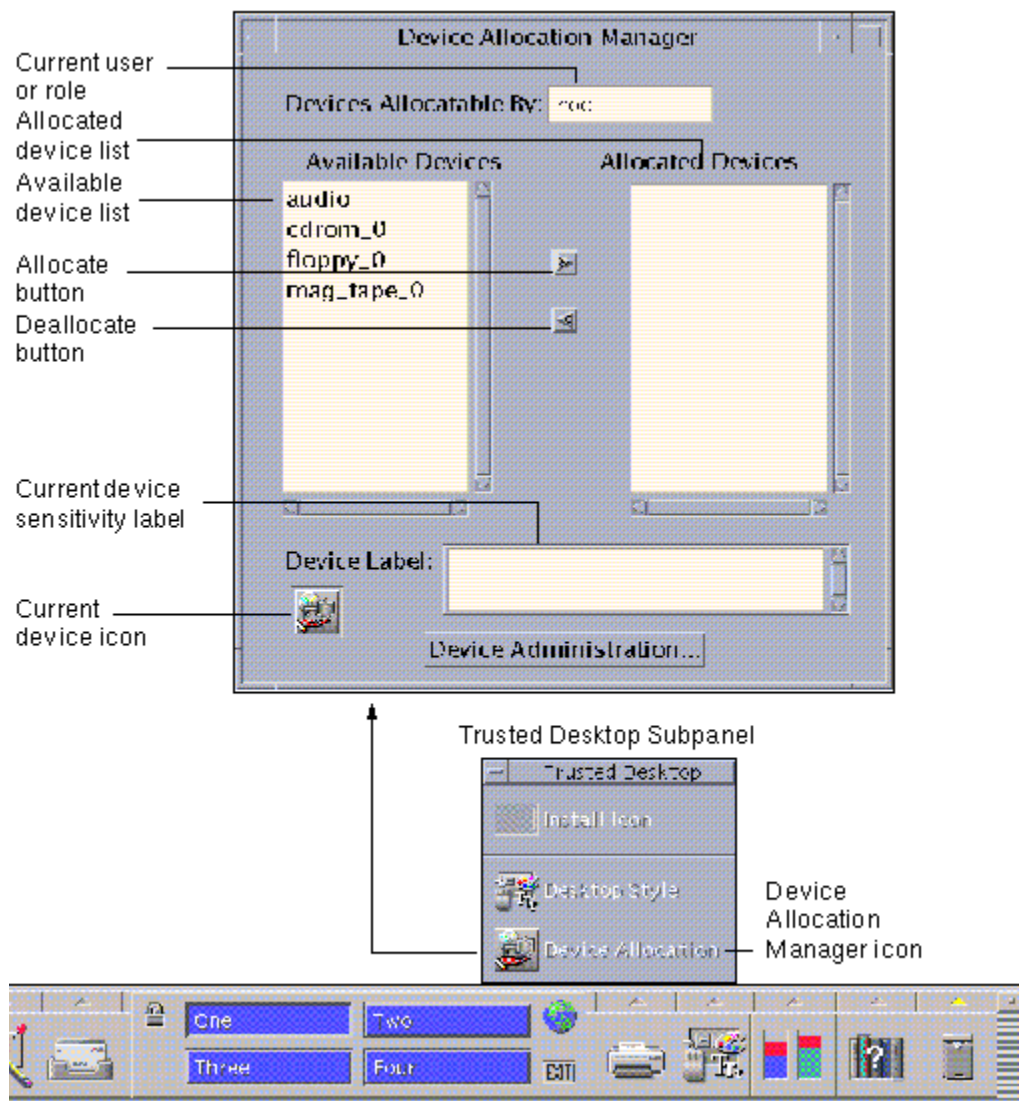 Device Allocation Manager
Current user
or role
Devices Allocatable By:
Allocated
device list
Available Devices
Allocated Devices
Available
device list
audio
cdrom_0
floppy_0
mag_tape_0
Allocate
button
Deallocate
button
Current device
sensitivity label
Device Label:
Current
device icon
Device Administration...
Trusted Desktop Subpanel
Trusted Desktop
Install Icon
Desktop Style
Device Allocation
Device
Allocation
Manager icon
One
Two
Three
Four
EXIT
?